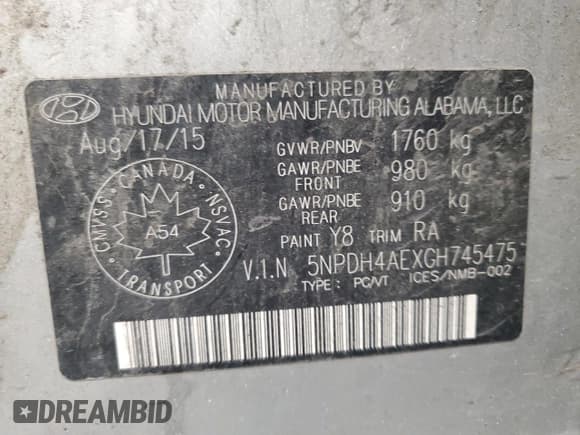 MANUFACTURED BY
HYUNDAI MOTOR MANUFACTURING ALABAMA, LLC
Aug/17/15
GVWR/PNBV 1760 kg
GAWR/PNBE FRONT 980 kg
GAWR/PNBE REAR 910 kg
PAINT Y8 TRIM RA
V.I.N 5NPDH4AEXGH745475
TYPE: PC/VT ICES/NMB-002
CANADA
CMVSS NSVAC
A54
TRANSPORT
DREAMBID